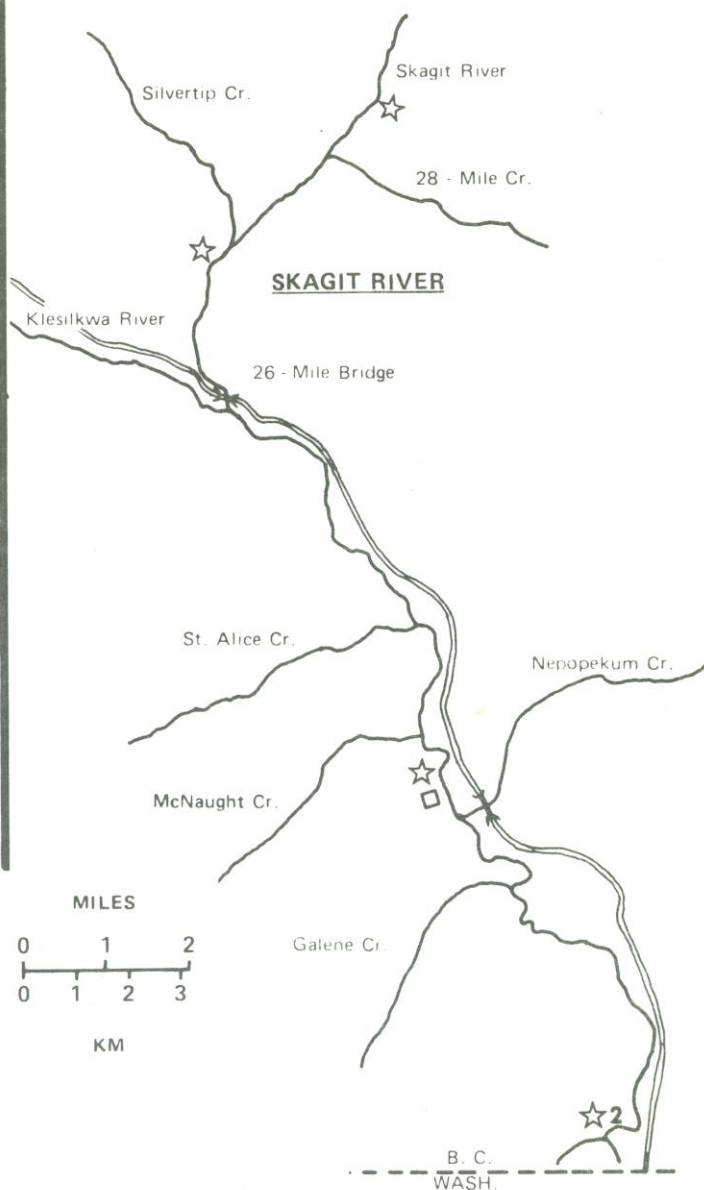 Skagit River
Silvertip Cr.
28 - Mile Cr.
SKAGIT RIVER
Klesilkwa River
26 - Mile Bridge
St. Alice Cr.
Nepopekum Cr.
McNaught Cr.
MILES
0 1 2
0 1 2 3
KM
Galene Cr.
2
B. C.
WASH.